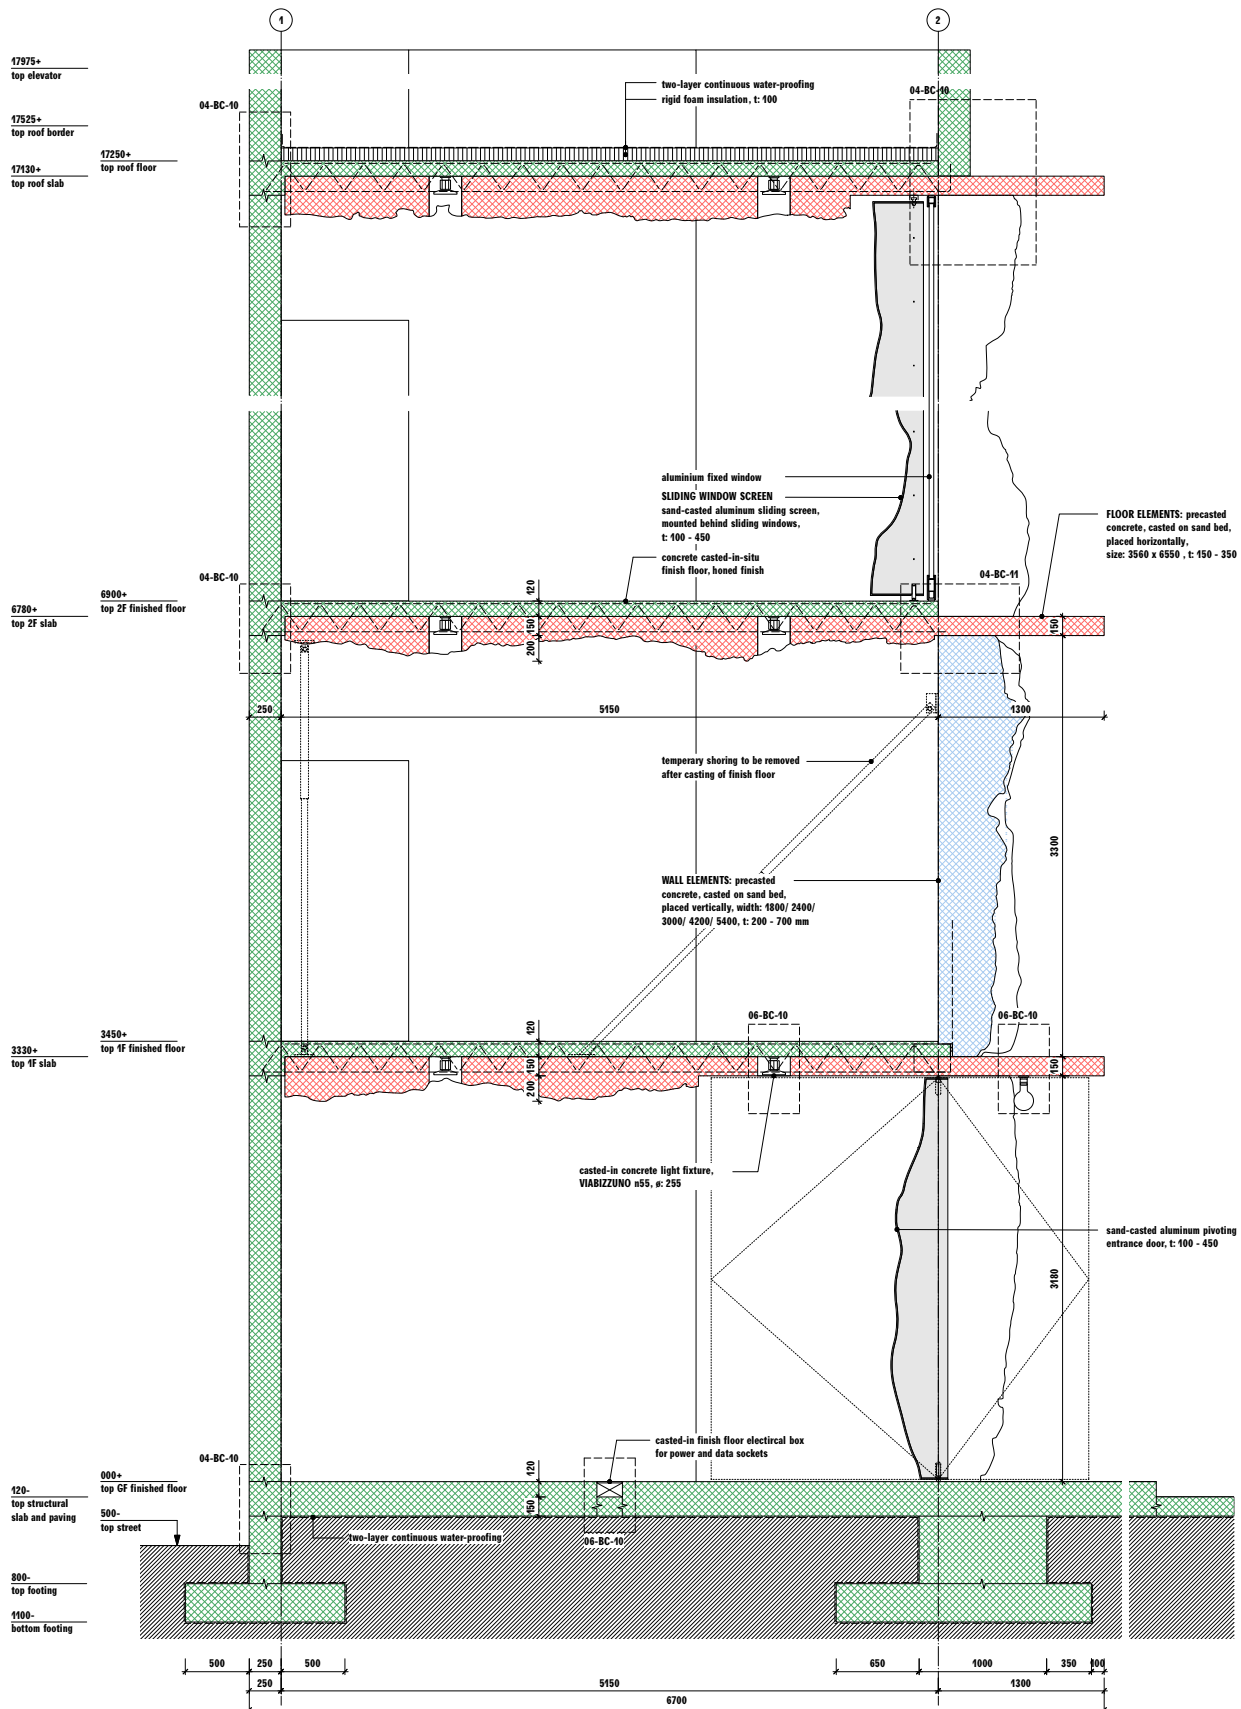 1
2
17975+
top elevator
two-layer continuous water-proofing
rigid foam insulation, t: 100
04-BC-10
04-BC-10
17525+
top roof border
17250+
top roof floor
17130+
top roof slab
aluminium fixed window
SLIDING WINDOW SCREEN
sand-casted aluminum sliding screen,
mounted behind sliding windows,
t: 100 - 450
concrete casted-in-situ
finish floor, honed finish
FLOOR ELEMENTS: precasted
concrete, casted on sand bed,
placed horizontally,
size: 3560 x 6550 , t: 150 - 350
04-BC-10
04-BC-11
6900+
top 2F finished floor
6780+
top 2F slab
120
150
200
150
250
5150
1300
temporary shoring to be removed
after casting of finish floor
3300
WALL ELEMENTS: precasted
concrete, casted on sand bed,
placed vertically, width: 1800/ 2400/
3000/ 4200/ 5400, t: 200 - 700 mm
06-BC-10
06-BC-10
3450+
top 1F finished floor
3330+
top 1F slab
120
150
200
150
casted-in concrete light fixture,
VIABIZZUNO n55, ø: 255
sand-casted aluminum pivoting
entrance door, t: 100 - 450
3180
casted-in finish floor electircal box
for power and data sockets
04-BC-10
000+
top GF finished floor
120-
top structural
slab and paving
500-
top street
120
150
two-layer continuous water-proofing
06-BC-10
800-
top footing
1100-
bottom footing
500
250
500
650
1000
350
100
250
5150
1300
6700